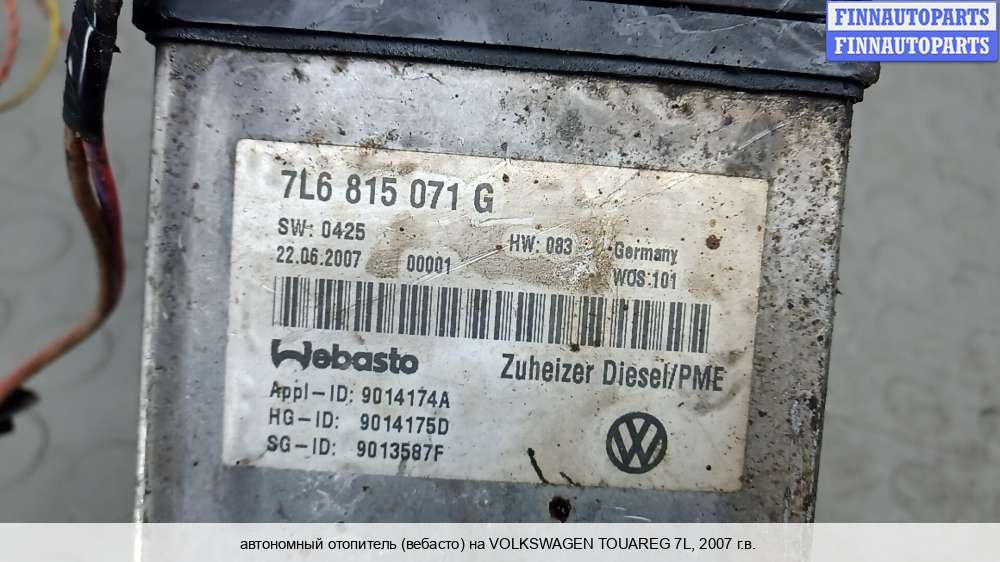 FINNAUTOPARTS
FINNAUTOPARTS
7L6 815 071 G
SW: 0425
HW: 083
Germany
22.06.2007
00001
WOS:101
Webasto
Zuheizer Diesel/PME
Appl-ID: 9014174A
HG-ID: 9014175D
SG-ID: 9013587F
автономный отопитель (вебасто) на VOLKSWAGEN TOUAREG 7L, 2007 г.в.